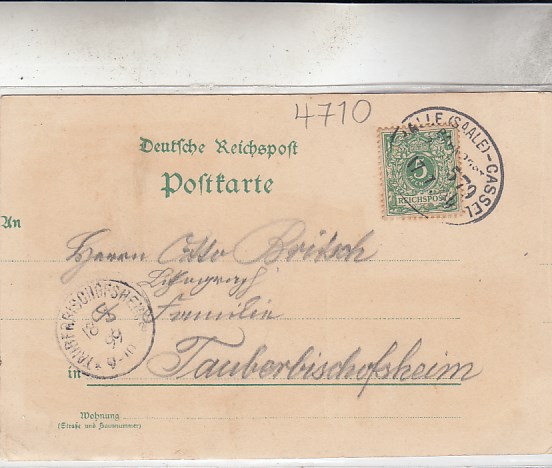 4710
Deutsche Reichspost
Postkarte
HALLE (SAALE)-CASSEL
5
REICHSPOST
An
Herrn Otto Britsch
Lithograph
Familie
TAUBERBISCHOFSHEIM
in Tauberbischofsheim
Wohnung
(Straße und Hausnummer)